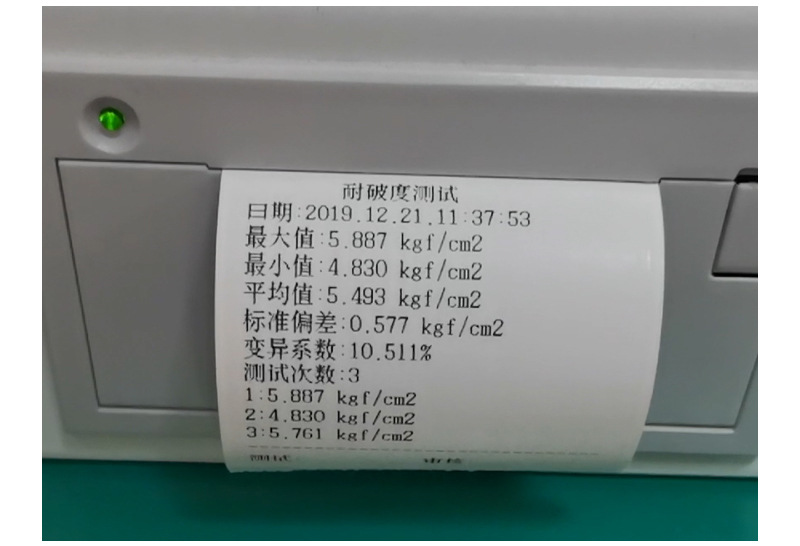 耐破度测试
日期:2019.12.21.11:37:53
最大值:5.887 kgf/cm2
最小值:4.830 kgf/cm2
平均值:5.493 kgf/cm2
标准偏差:0.577 kgf/cm2
变异系数:10.511%
测试次数:3
1:5.887 kgf/cm2
2:4.830 kgf/cm2
3:5.761 kgf/cm2
测试